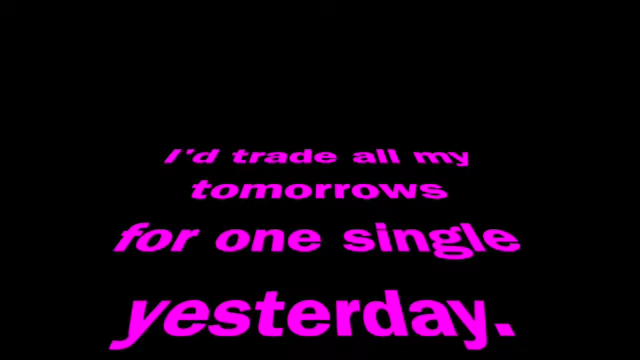 I'd trade all my
tomorrows
for one single
yesterday.